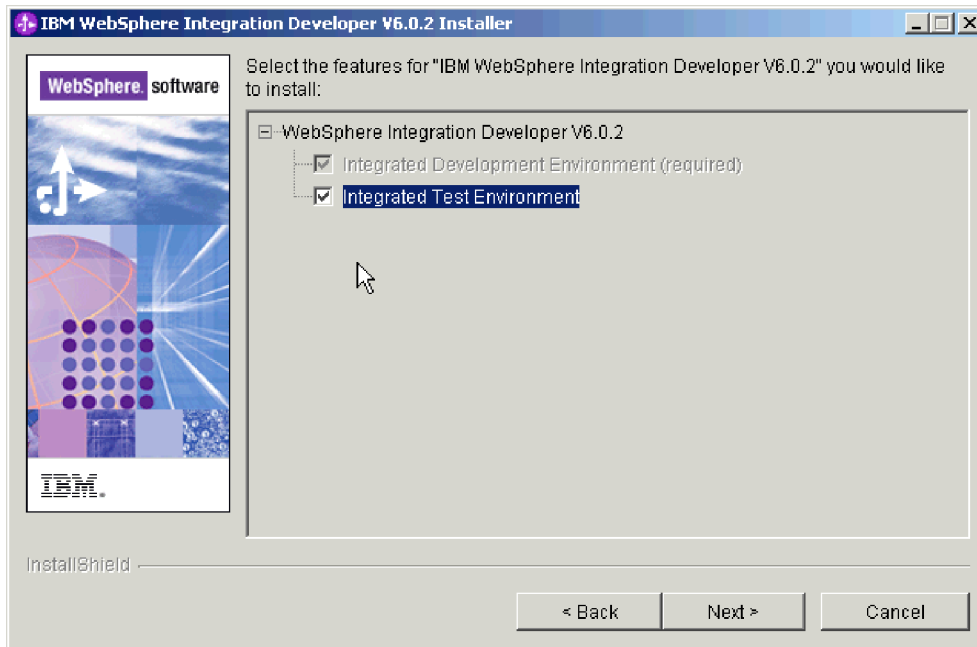 IBM WebSphere Integration Developer V6.0.2 Installer
WebSphere. software
Select the features for "IBM WebSphere Integration Developer V6.0.2" you would like
to install:
WebSphere Integration Developer V6.0.2
Integrated Development Environment (required)
Integrated Test Environment
IBM.
InstallShield
< Back
Next >
Cancel